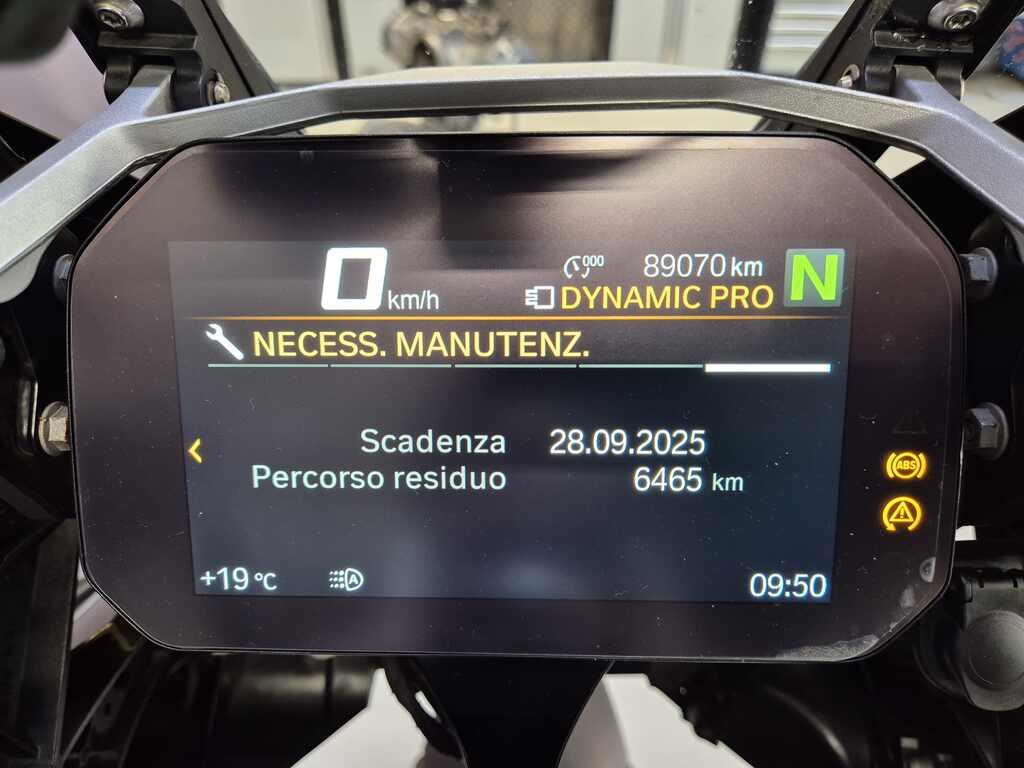 0 km/h
000 89070 km
DYNAMIC PRO
N
NECESS. MANUTENZ.
Scadenza 28.09.2025
Percorso residuo 6465 km
ABS
+19 °C A 09:50